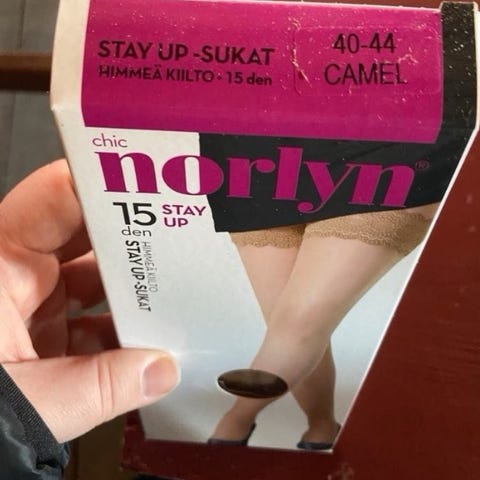 STAY UP -SUKAT
HIMMEÄ KIILTO • 15 den
40-44
CAMEL
chic
norlyn®
15
den
STAY
UP
HIMMEÄ KIILTO
STAY UP-SUKAT